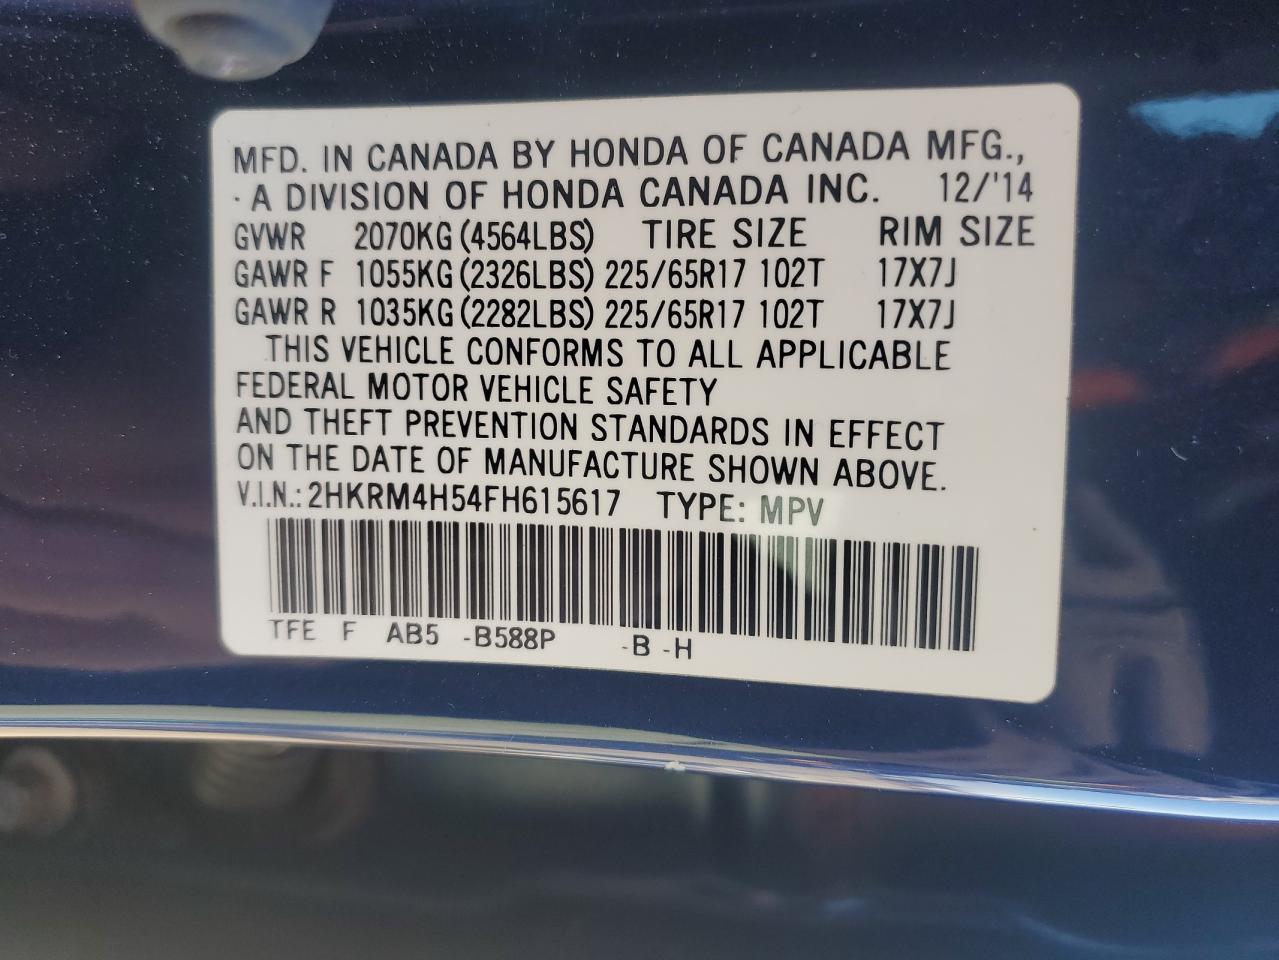 MFD. IN CANADA BY HONDA OF CANADA MFG.,
A DIVISION OF HONDA CANADA INC. 12/'14
GVWR 2070KG (4564LBS) TIRE SIZE RIM SIZE
GAWR F 1055KG (2326LBS) 225/65R17 102T 17X7J
GAWR R 1035KG (2282LBS) 225/65R17 102T 17X7J
THIS VEHICLE CONFORMS TO ALL APPLICABLE
FEDERAL MOTOR VEHICLE SAFETY
AND THEFT PREVENTION STANDARDS IN EFFECT
ON THE DATE OF MANUFACTURE SHOWN ABOVE.
V.I.N.: 2HKRM4H54FH615617 TYPE: MPV
TFE F AB5 -B588P -B -H